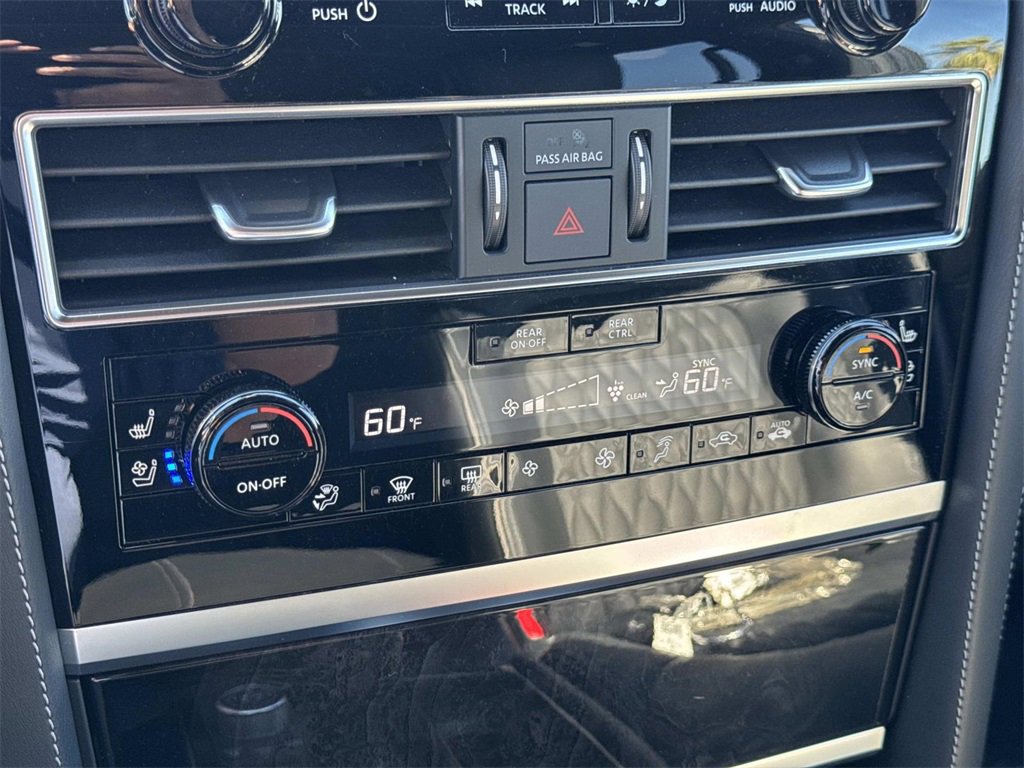 PUSH
TRACK
PUSH AUDIO
PASS AIR BAG
REAR
ON·OFF
REAR
CTRL
SYNC
60°F
CLEAN
60°F
SYNC
A/C
AUTO
ON·OFF
FRONT
REAR
AUTO